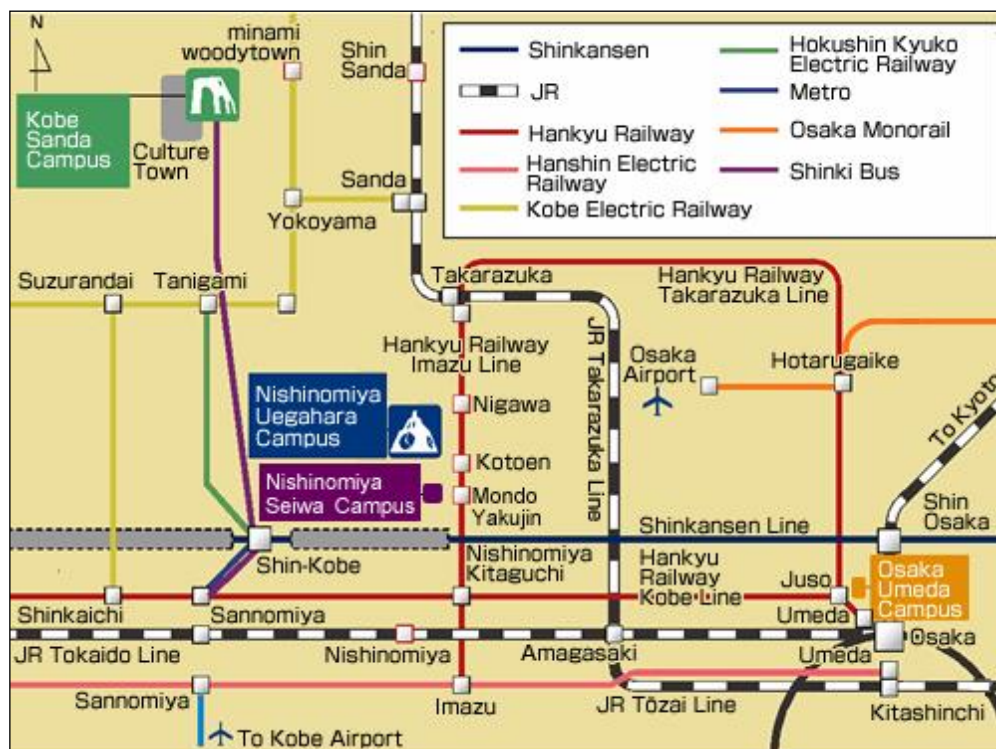 N
minami
woodytown
Shin
Sanda
Shinkansen
JR
Hankyu Railway
Hanshin Electric
Railway
Kobe Electric Railway
Hokushin Kyuko
Electric Railway
Metro
Osaka Monorail
Shinki Bus
Kobe
Sanda
Campus
Culture
Town
Sanda
Yokoyama
Suzurandai
Tanigami
Takarazuka
Hankyu Railway
Takarazuka Line
Hankyu Railway
Imazu Line
JR Takarazuka Line
Osaka
Airport
Hotarugaike
To Kyoto
Nishinomiya
Uegahara
Campus
Nigawa
Kotoen
Nishinomiya
Seiwa Campus
Mondo
Yakujin
Shinkansen Line
Shin
Osaka
Shin-Kobe
Nishinomiya
Kitaguchi
Hankyu
Railway
Kobe Line
Juso
Osaka
Umeda
Campus
Shinkaichi
Sannomiya
Umeda
Osaka
JR Tokaido Line
Nishinomiya
Amagasaki
Umeda
Sannomiya
Imazu
JR Tōzai Line
Kitashinchi
To Kobe Airport